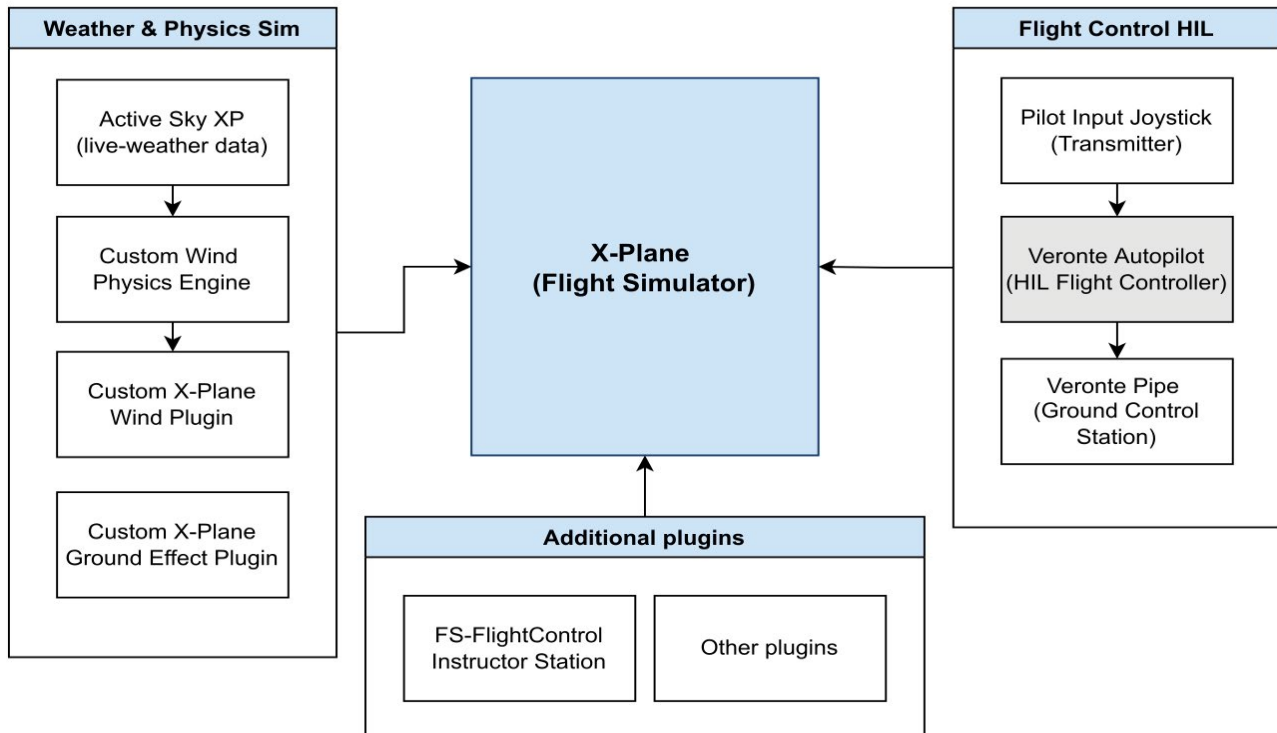 Weather & Physics Sim
Active Sky XP
(live-weather data)
Custom Wind
Physics Engine
Custom X-Plane
Wind Plugin
Custom X-Plane
Ground Effect Plugin
X-Plane
(Flight Simulator)
Flight Control HIL
Pilot Input Joystick
(Transmitter)
Veronte Autopilot
(HIL Flight Controller)
Veronte Pipe
(Ground Control
Station)
Additional plugins
FS-FlightControl
Instructor Station
Other plugins